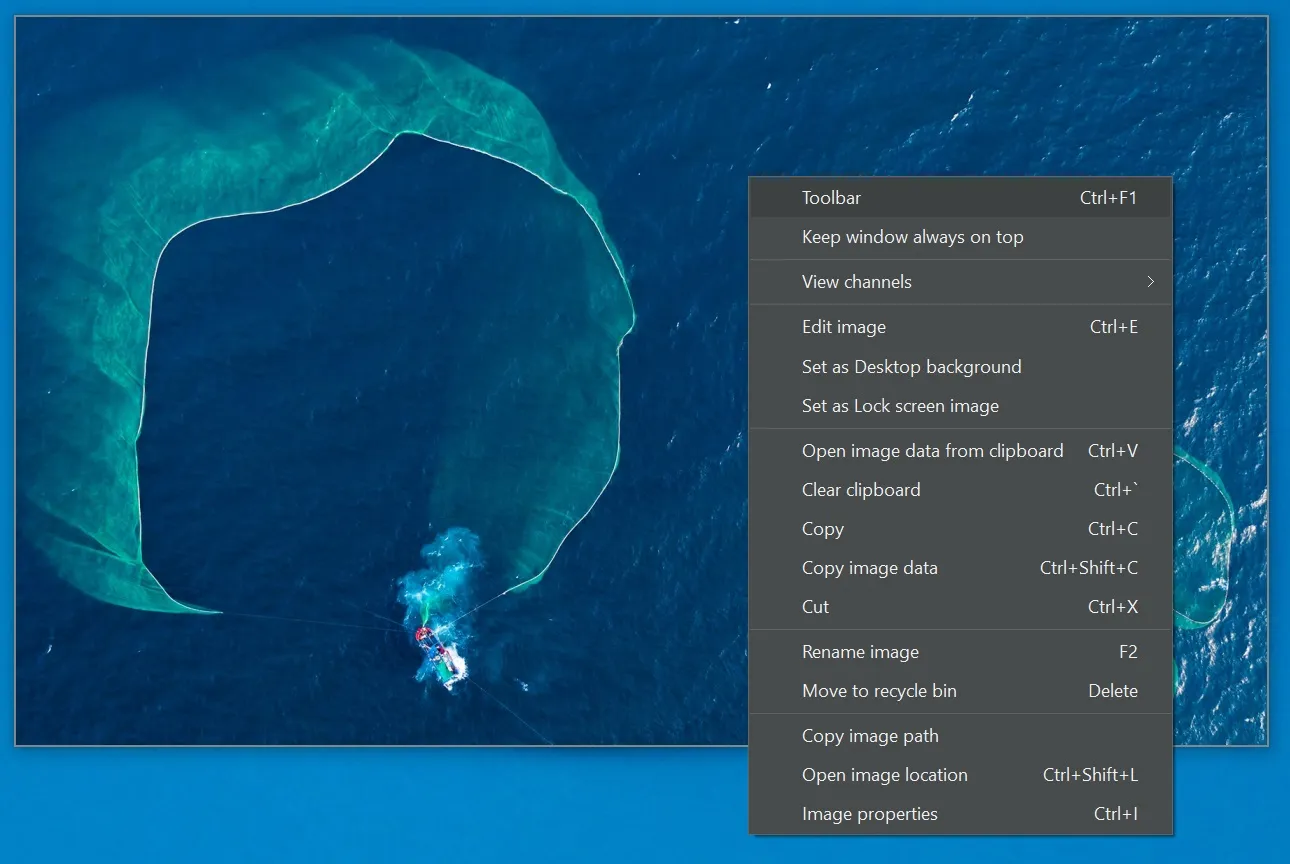 Toolbar Ctrl+F1
Keep window always on top
View channels
Edit image Ctrl+E
Set as Desktop background
Set as Lock screen image
Open image data from clipboard Ctrl+V
Clear clipboard Ctrl+`
Copy Ctrl+C
Copy image data Ctrl+Shift+C
Cut Ctrl+X
Rename image F2
Move to recycle bin Delete
Copy image path
Open image location Ctrl+Shift+L
Image properties Ctrl+I